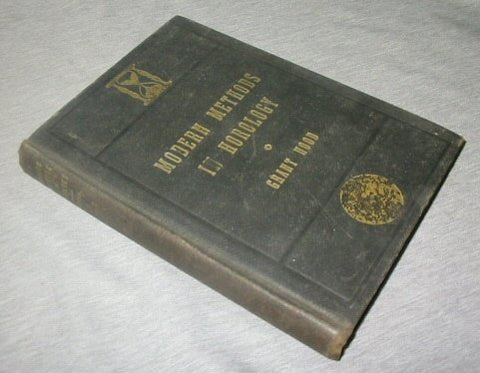 MODERN METHODS
IN HOROLOGY
GRANT HOOD